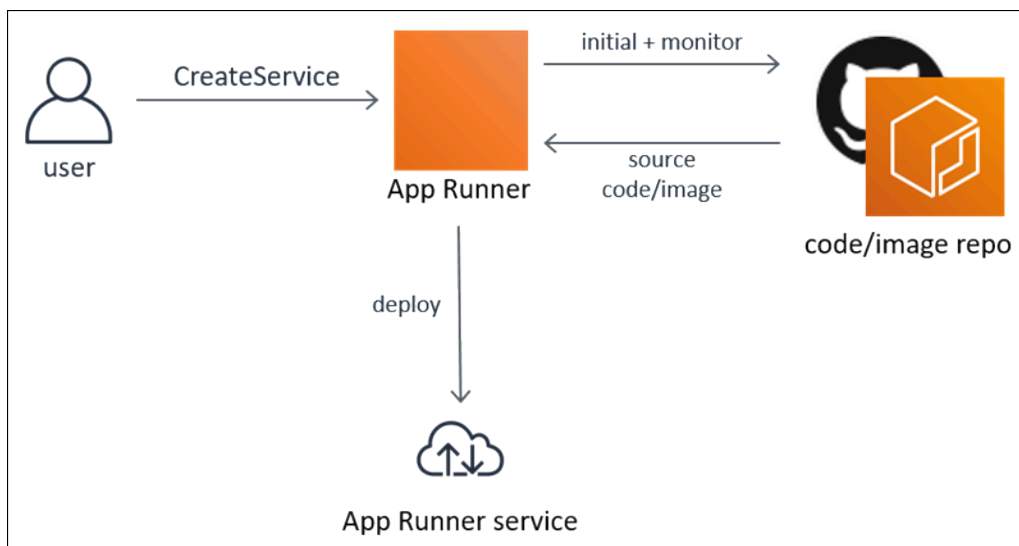 initial + monitor
CreateService
user
App Runner
source
code/image
code/image repo
deploy
App Runner service